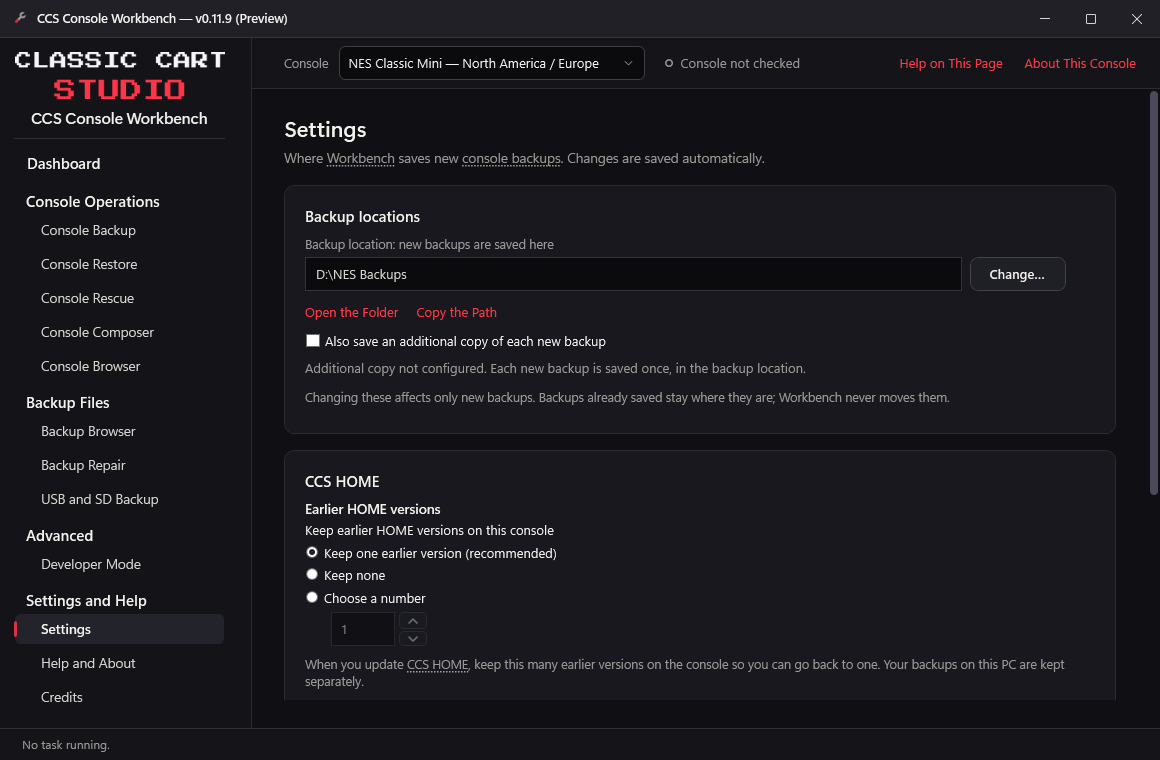 CCS Console Workbench — v0.11.9 (Preview)
CLASSIC CART
STUDIO
CCS Console Workbench
Dashboard
Console Operations
Console Backup
Console Restore
Console Rescue
Console Composer
Console Browser
Backup Files
Backup Browser
Backup Repair
USB and SD Backup
Advanced
Developer Mode
Settings and Help
Settings
Help and About
Credits
Console NES Classic Mini — North America / Europe Console not checked Help on This Page About This Console
Settings
Where Workbench saves new console backups. Changes are saved automatically.
Backup locations
Backup location: new backups are saved here
D:\NES Backups Change...
Open the Folder Copy the Path
Also save an additional copy of each new backup
Additional copy not configured. Each new backup is saved once, in the backup location.
Changing these affects only new backups. Backups already saved stay where they are; Workbench never moves them.
CCS HOME
Earlier HOME versions
Keep earlier HOME versions on this console
Keep one earlier version (recommended)
Keep none
Choose a number
1
When you update CCS HOME, keep this many earlier versions on the console so you can go back to one. Your backups on this PC are kept
separately.
No task running.